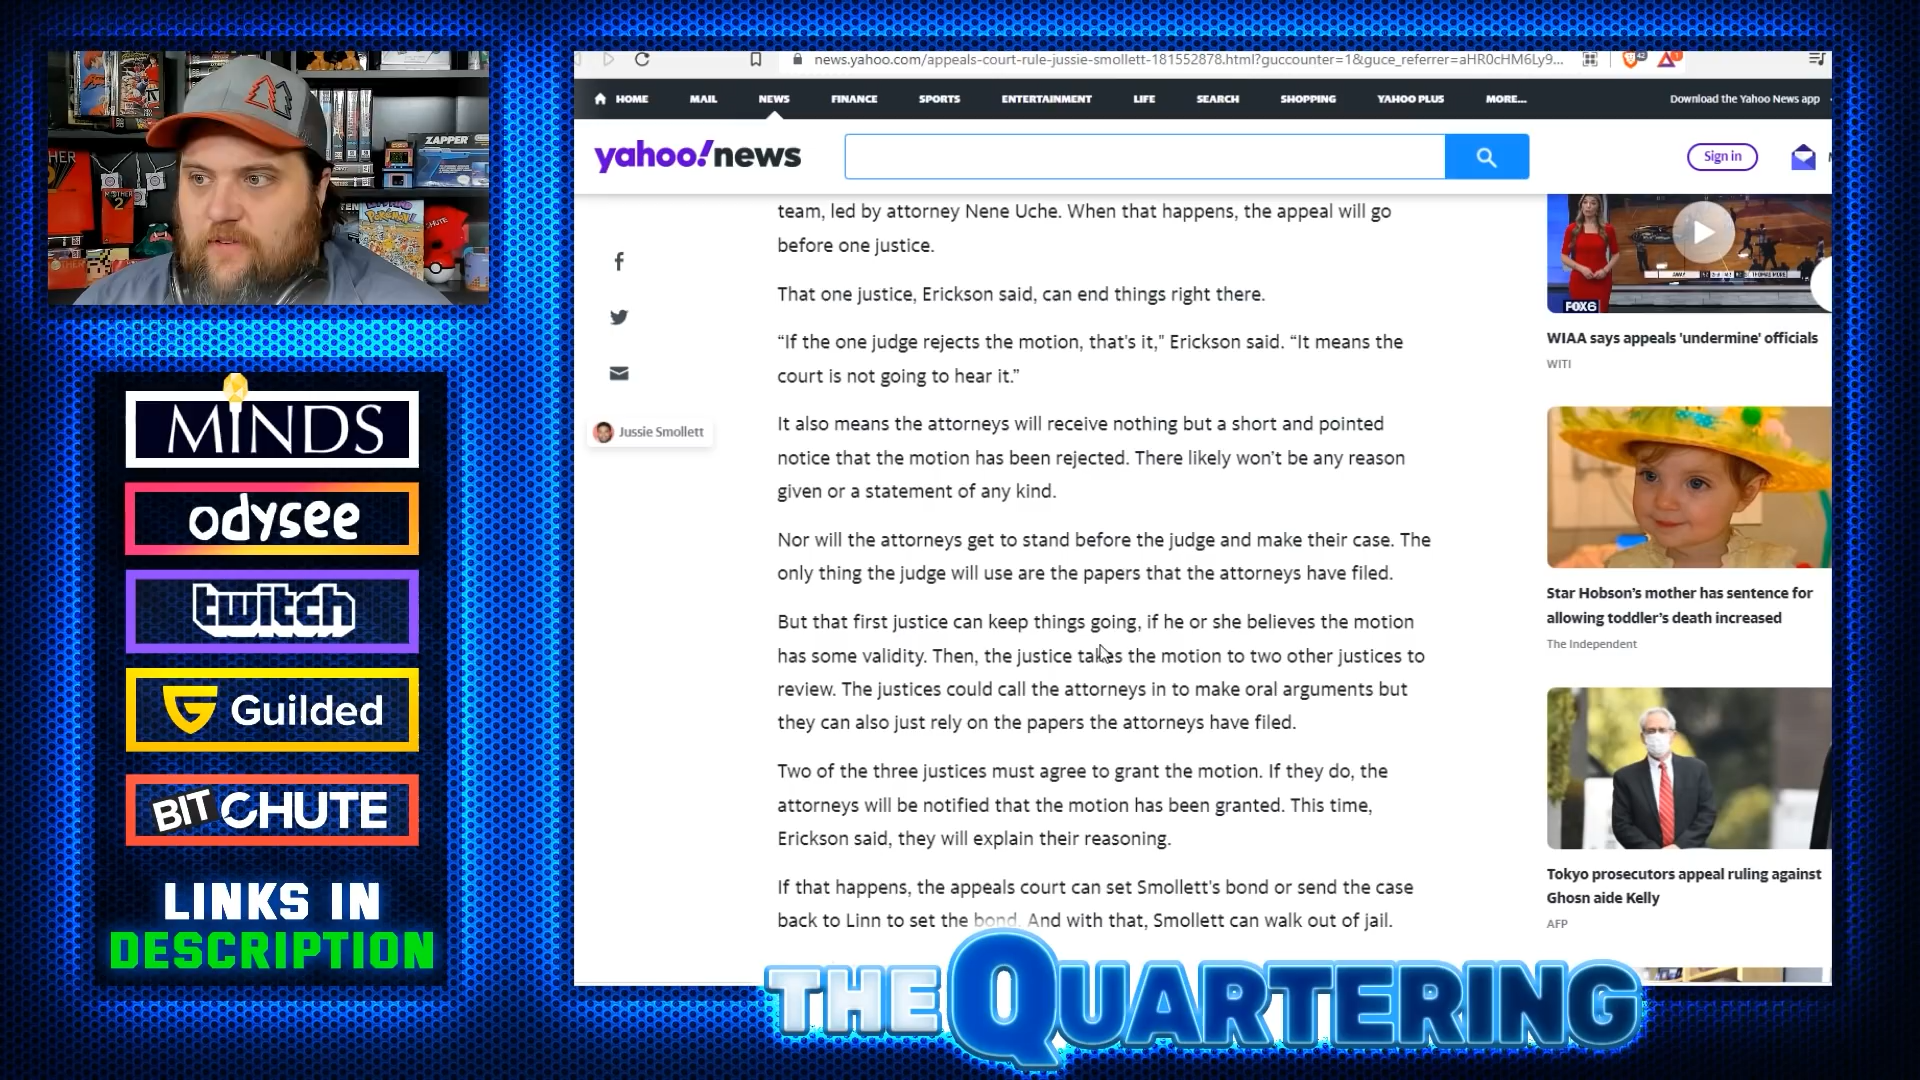 news.yahoo.com/appeals-court-rule-jussie-smollett-181552878.html?guccounter=1&guce_referrer=aHR0cHM6Ly9...
HOME MAIL NEWS FINANCE SPORTS ENTERTAINMENT LIFE SEARCH SHOPPING YAHOO PLUS MORE... Download the Yahoo News app
yahoo!news
Sign in
team, led by attorney Nene Uche. When that happens, the appeal will go
before one justice.
That one justice, Erickson said, can end things right there.
“If the one judge rejects the motion, that's it,” Erickson said. “It means the
court is not going to hear it.”
It also means the attorneys will receive nothing but a short and pointed
notice that the motion has been rejected. There likely won’t be any reason
given or a statement of any kind.
Nor will the attorneys get to stand before the judge and make their case. The
only thing the judge will use are the papers that the attorneys have filed.
But that first justice can keep things going, if he or she believes the motion
has some validity. Then, the justice takes the motion to two other justices to
review. The justices could call the attorneys in to make oral arguments but
they can also just rely on the papers the attorneys have filed.
Two of the three justices must agree to grant the motion. If they do, the
attorneys will be notified that the motion has been granted. This time,
Erickson said, they will explain their reasoning.
If that happens, the appeals court can set Smollett's bond or send the case
back to Linn to set the bond. And with that, Smollett can walk out of jail.
Jussie Smollett
FOX6
WIAA says appeals 'undermine' officials
WITI
Star Hobson’s mother has sentence for
allowing toddler’s death increased
The Independent
Tokyo prosecutors appeal ruling against
Ghosn aide Kelly
AFP
ZAPPER
MOTHER
2
POKéMON
MINDS
odysee
twitch
Guilded
BITCHUTE
LINKS IN
DESCRIPTION
THE QUARTERING